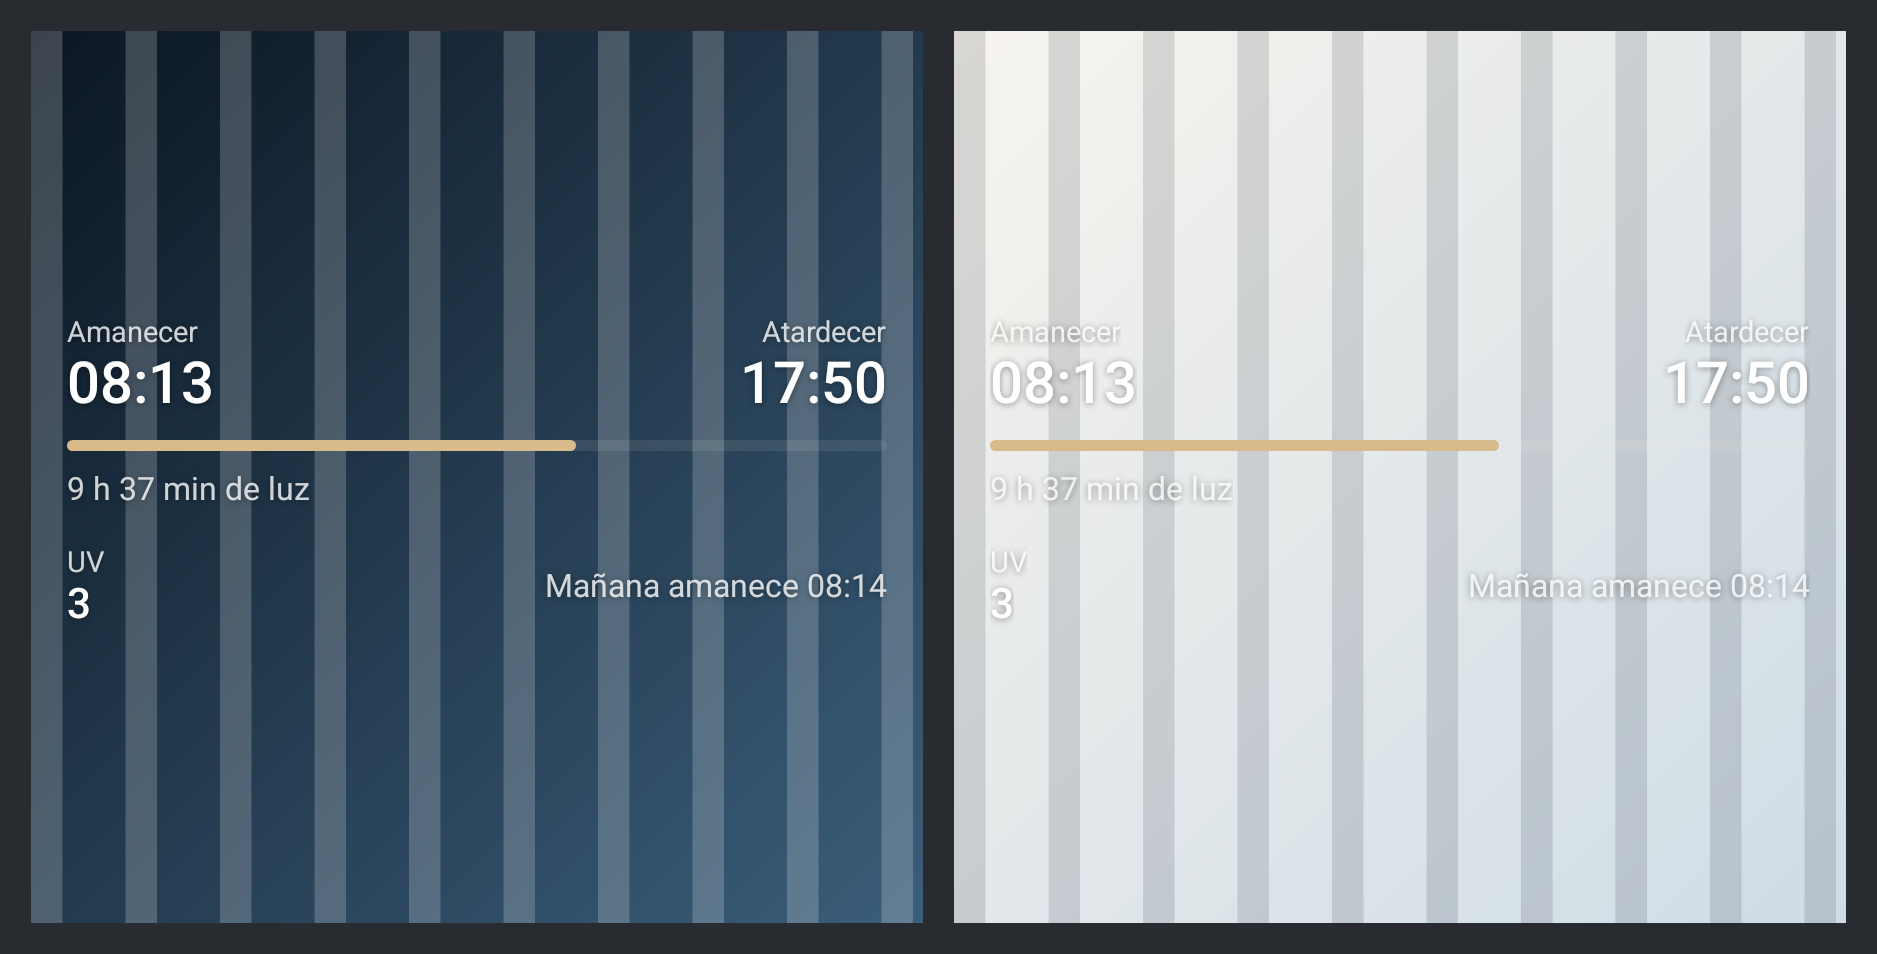 Amanecer
Atardecer
08:13
17:50
9 h 37 min de luz
UV
3
Mañana amanece 08:14
Amanecer
Atardecer
08:13
17:50
9 h 37 min de luz
UV
3
Mañana amanece 08:14